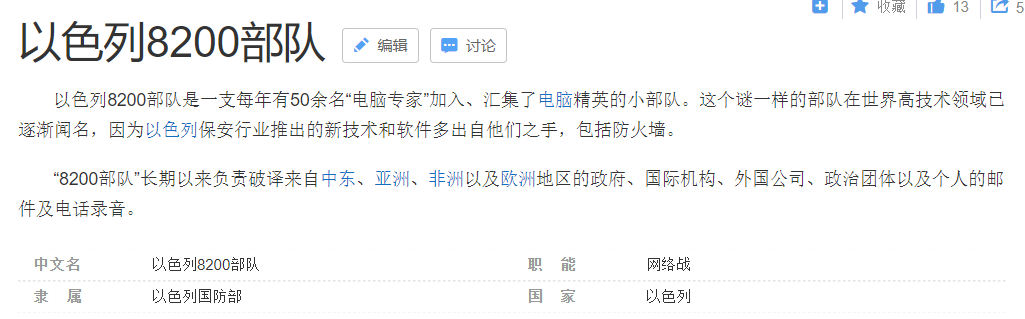 收藏 13 5
以色列8200部队 编辑 讨论
以色列8200部队是一支每年有50余名“电脑专家”加入、汇集了电脑精英的小部队。这个谜一样的部队在世界高技术领域已
逐渐闻名，因为以色列保安行业推出的新技术和软件多出自他们之手，包括防火墙。
“8200部队”长期以来负责破译来自中东、亚洲、非洲以及欧洲地区的政府、国际机构、外国公司、政治团体以及个人的邮
件及电话录音。
中文名 以色列8200部队 职 能 网络战
隶 属 以色列国防部 国 家 以色列